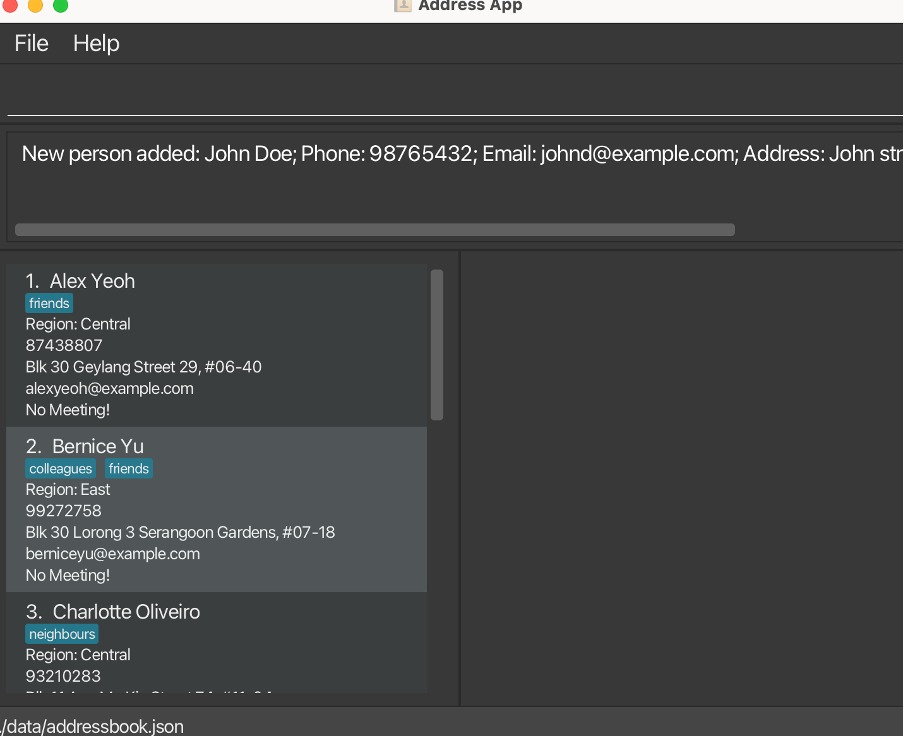 Address App
File Help
New person added: John Doe; Phone: 98765432; Email: johnd@example.com; Address: John
1. Alex Yeoh
friends
Region: Central
87438807
Blk 30 Geylang Street 29, #06-40
alexyeoh@example.com
No Meeting!
2. Bernice Yu
colleagues friends
Region: East
99272758
Blk 30 Lorong 3 Serangoon Gardens, #07-18
berniceyu@example.com
No Meeting!
3. Charlotte Oliveiro
neighbours
Region: Central
93210283
./data/addressbook.json